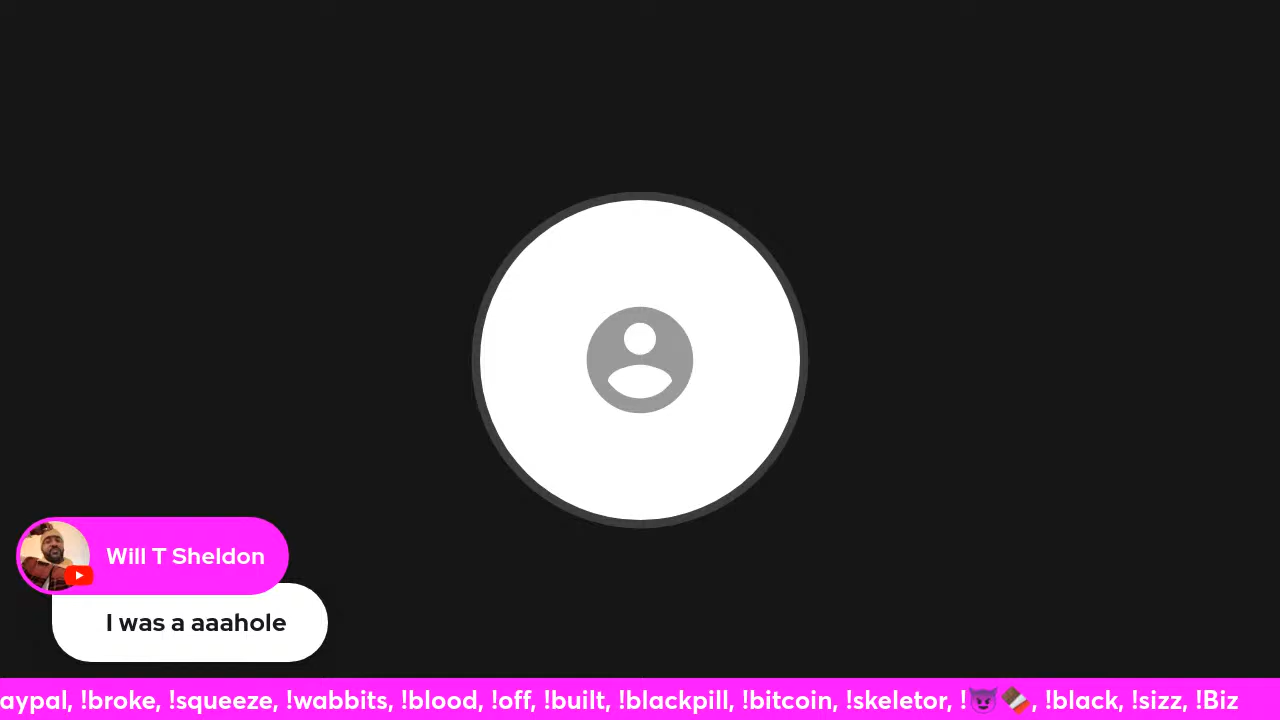 Will T Sheldon
I was a aaahole
aypal, !broke, !squeeze, !wabbits, !blood, !off, !built, !blackpill, !bitcoin, !skeletor, !😈🍫, !black, !sizz, !Biz